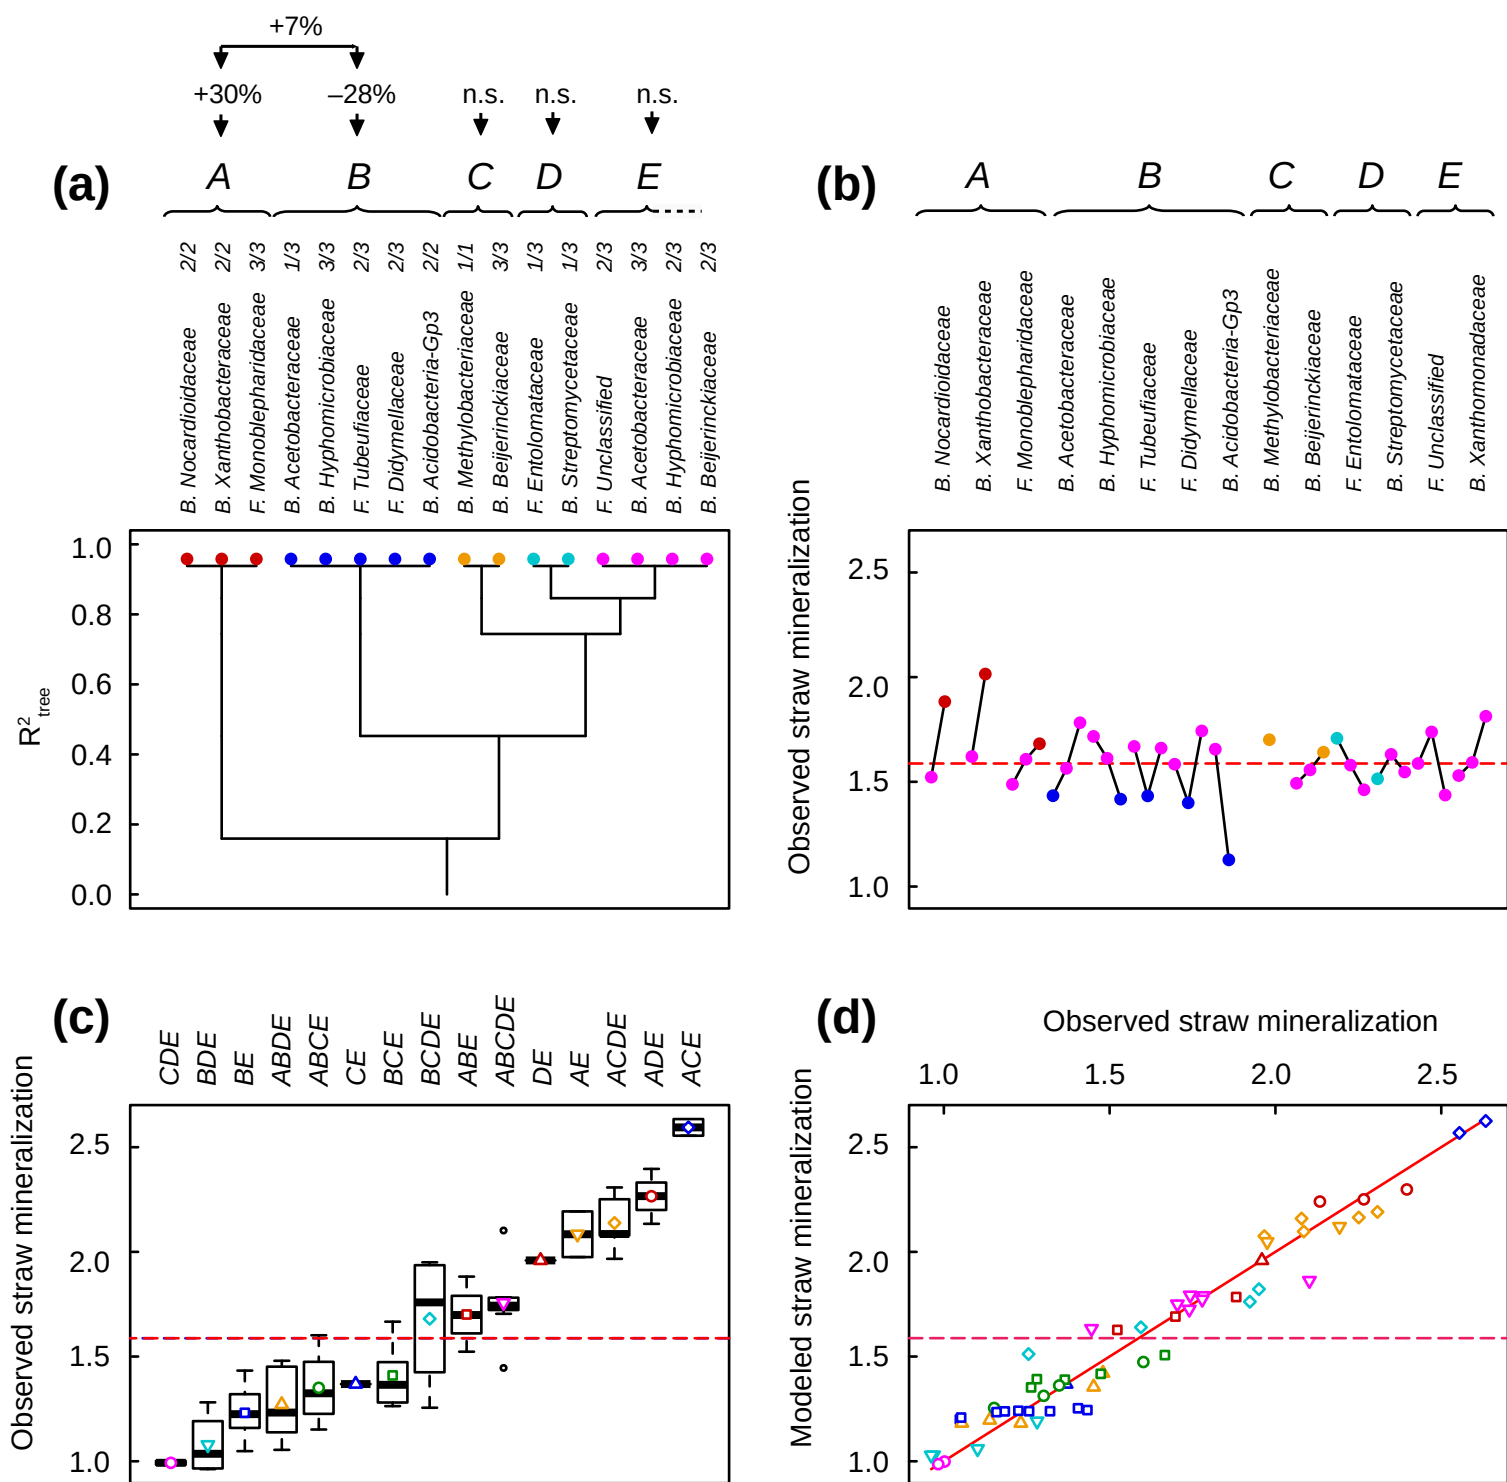 +7%
+30%
–28%
n.s.
n.s.
n.s.
(a)
A
B
C
D
E
2/2
2/2
3/3
1/3
3/3
2/3
2/3
2/2
1/1
3/3
1/3
1/3
2/3
3/3
2/3
2/3
B. Nocardioidaceae
B. Xanthobacteraceae
F. Monoblepharidaceae
B. Acetobacteraceae
B. Hyphomicrobiaceae
F. Tubeufiaceae
F. Didymellaceae
B. Acidobacteria-Gp3
B. Methylobacteriaceae
B. Beijerinckiaceae
F. Entolomataceae
B. Streptomycetaceae
F. Unclassified
B. Acetobacteraceae
B. Hyphomicrobiaceae
B. Beijerinckiaceae
R2tree
1.0
0.8
0.6
0.4
0.2
0.0
(b)
A
B
C
D
E
B. Nocardioidaceae
B. Xanthobacteraceae
F. Monoblepharidaceae
B. Acetobacteraceae
B. Hyphomicrobiaceae
F. Tubeufiaceae
F. Didymellaceae
B. Acidobacteria-Gp3
B. Methylobacteriaceae
B. Beijerinckiaceae
F. Entolomataceae
B. Streptomycetaceae
F. Unclassified
B. Xanthomonadaceae
Observed straw mineralization
2.5
2.0
1.5
1.0
(c)
CDE
BDE
BE
ABDE
ABCE
CE
BCE
BCDE
ABE
ABCDE
DE
AE
ACDE
ADE
ACE
Observed straw mineralization
2.5
2.0
1.5
1.0
(d)
Observed straw mineralization
1.0
1.5
2.0
2.5
Modeled straw mineralization
2.5
2.0
1.5
1.0